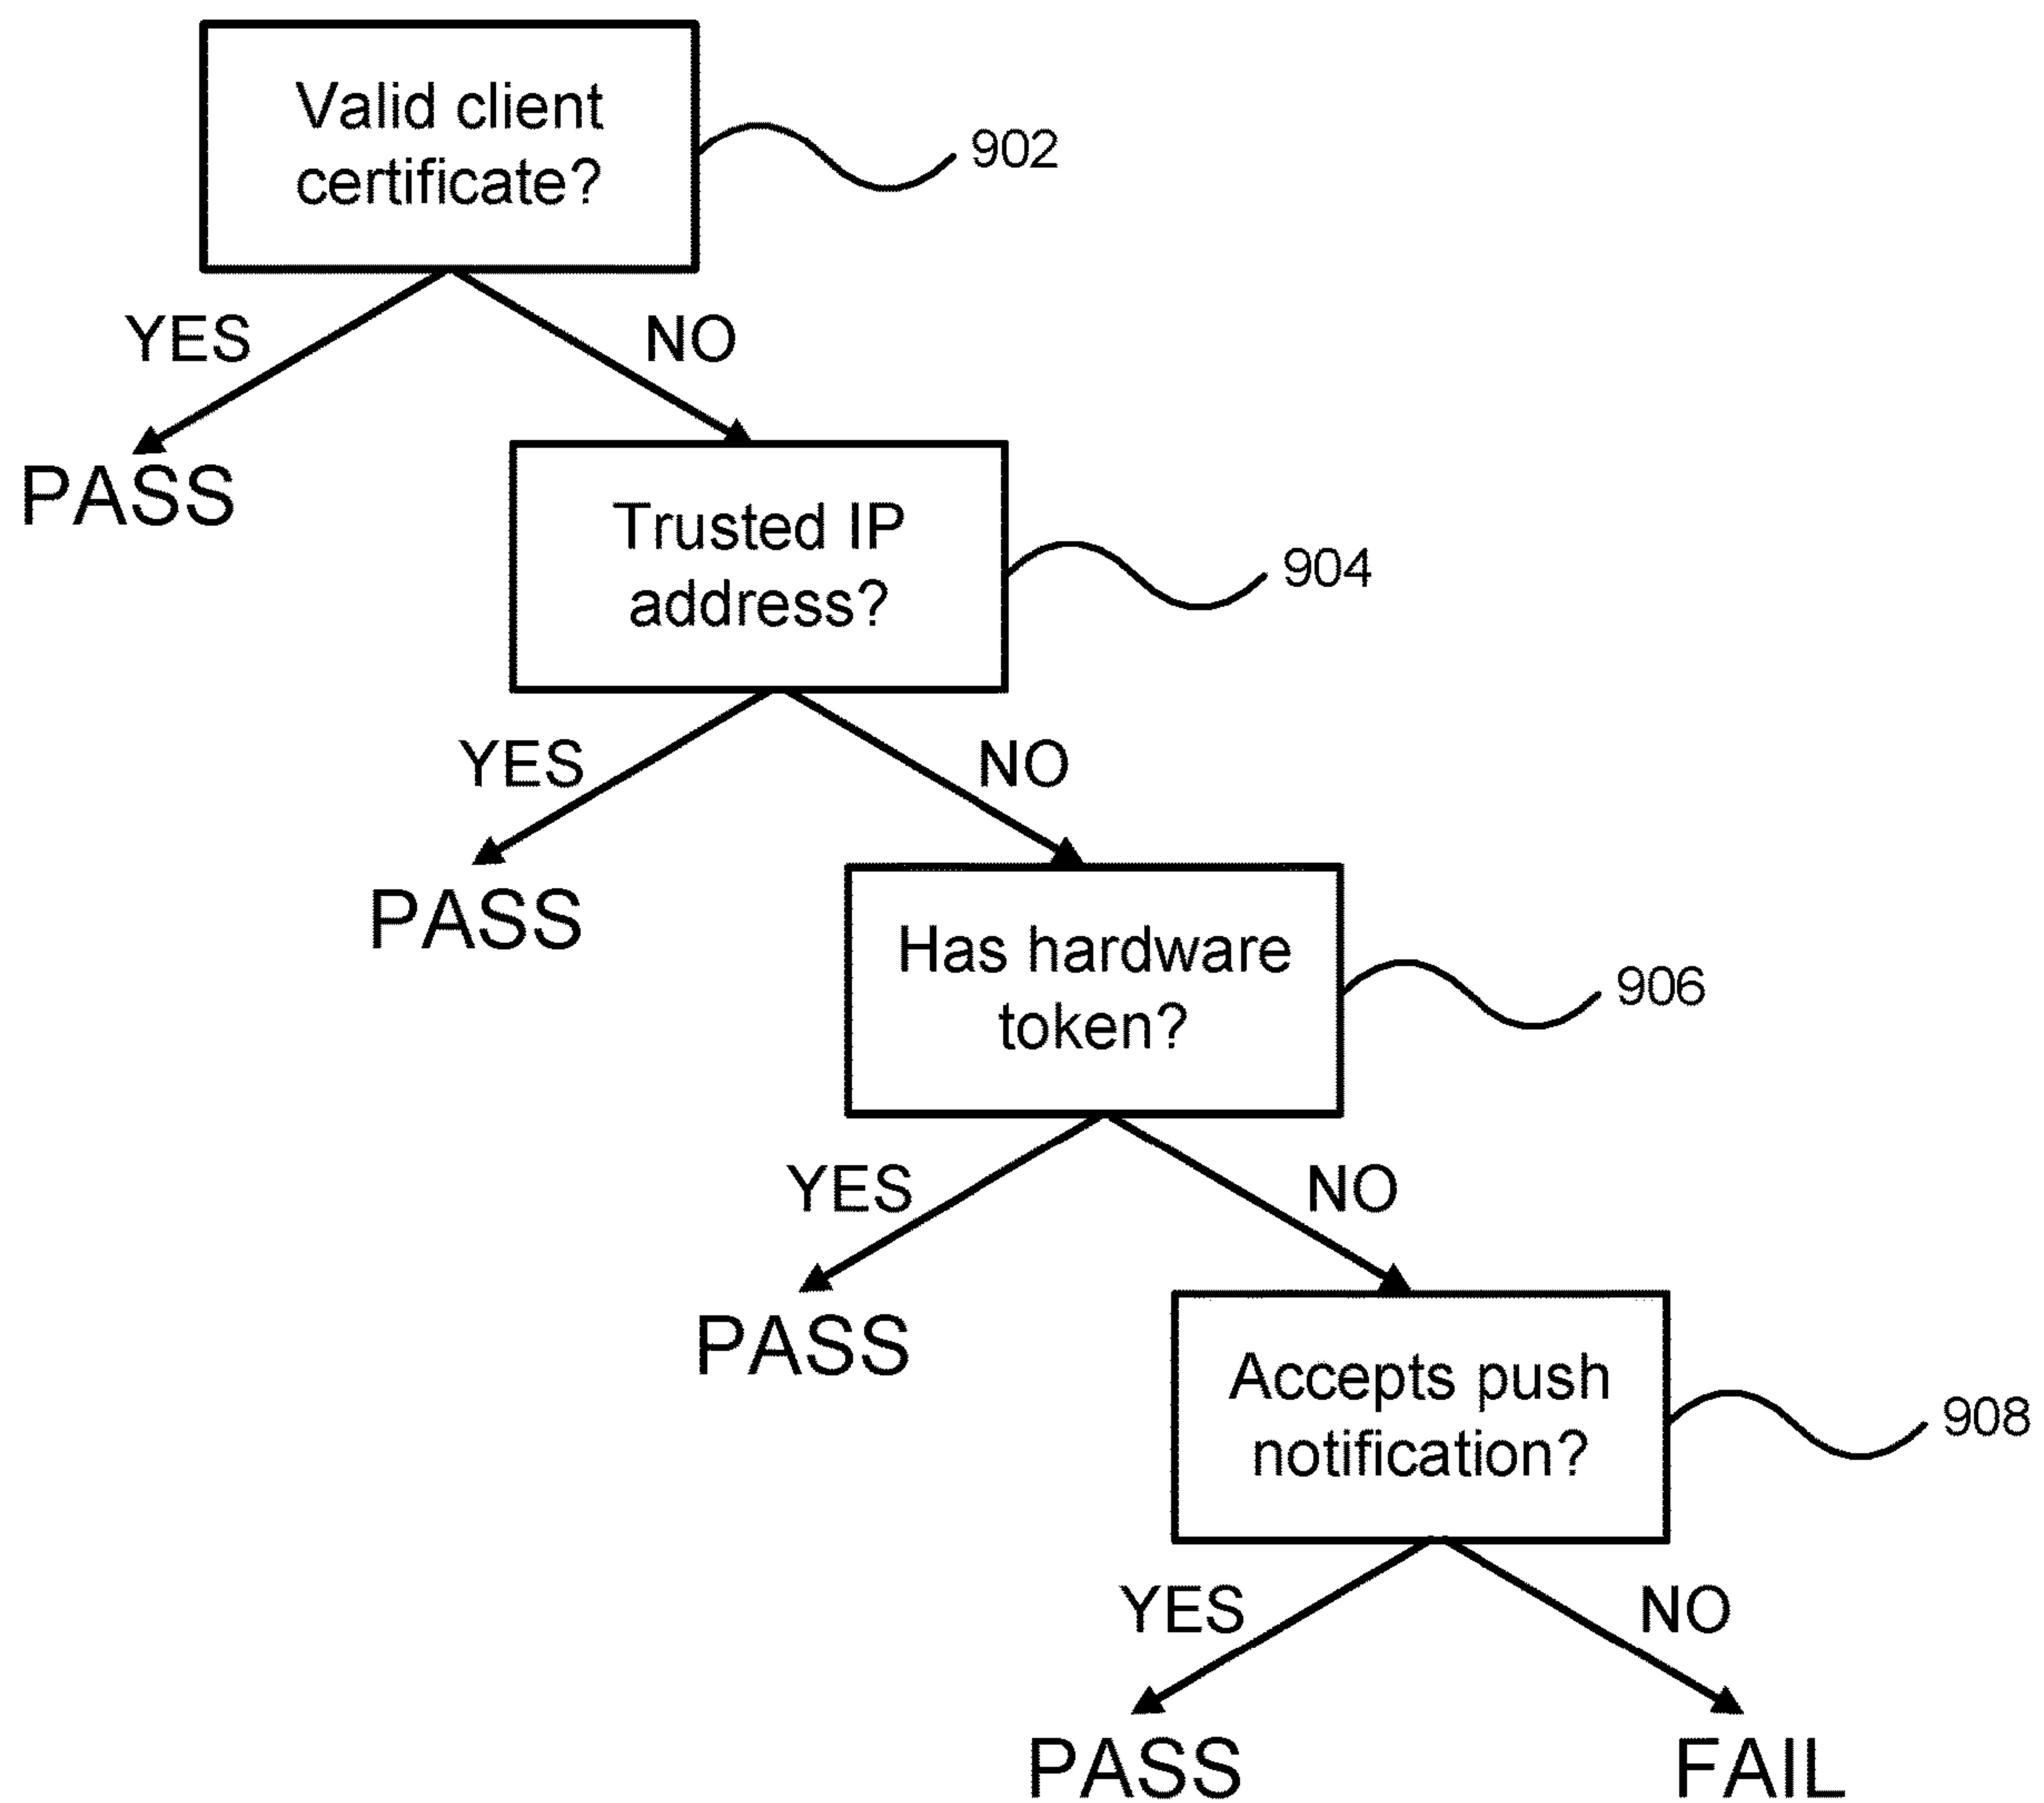 Valid client
certificate?
902
YES
NO
PASS
Trusted IP
address?
904
YES
NO
PASS
Has hardware
token?
906
YES
NO
PASS
Accepts push
notification?
908
YES
NO
PASS
FAIL